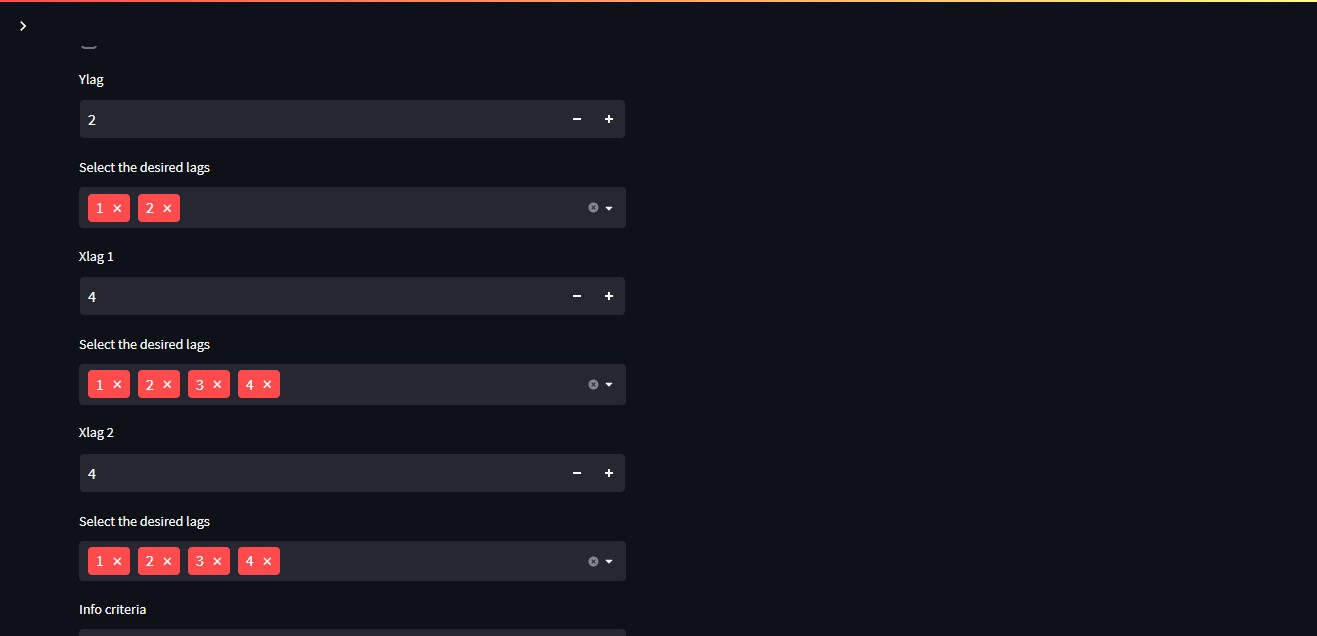 Ylag
2
Select the desired lags
1 × 2 ×
Xlag 1
4
Select the desired lags
1 × 2 × 3 × 4 ×
Xlag 2
4
Select the desired lags
1 × 2 × 3 × 4 ×
Info criteria